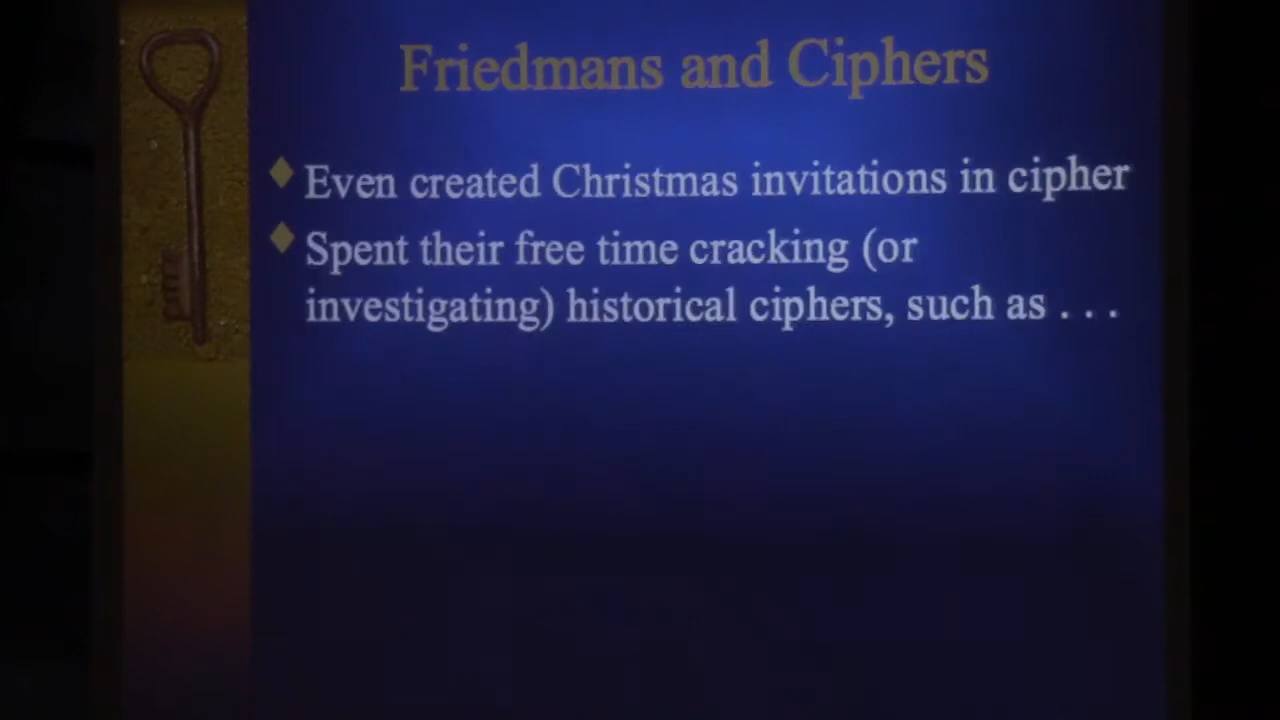 Friedmans and Ciphers
Even created Christmas invitations in cipher
Spent their free time cracking (or
investigating) historical ciphers, such as . . .